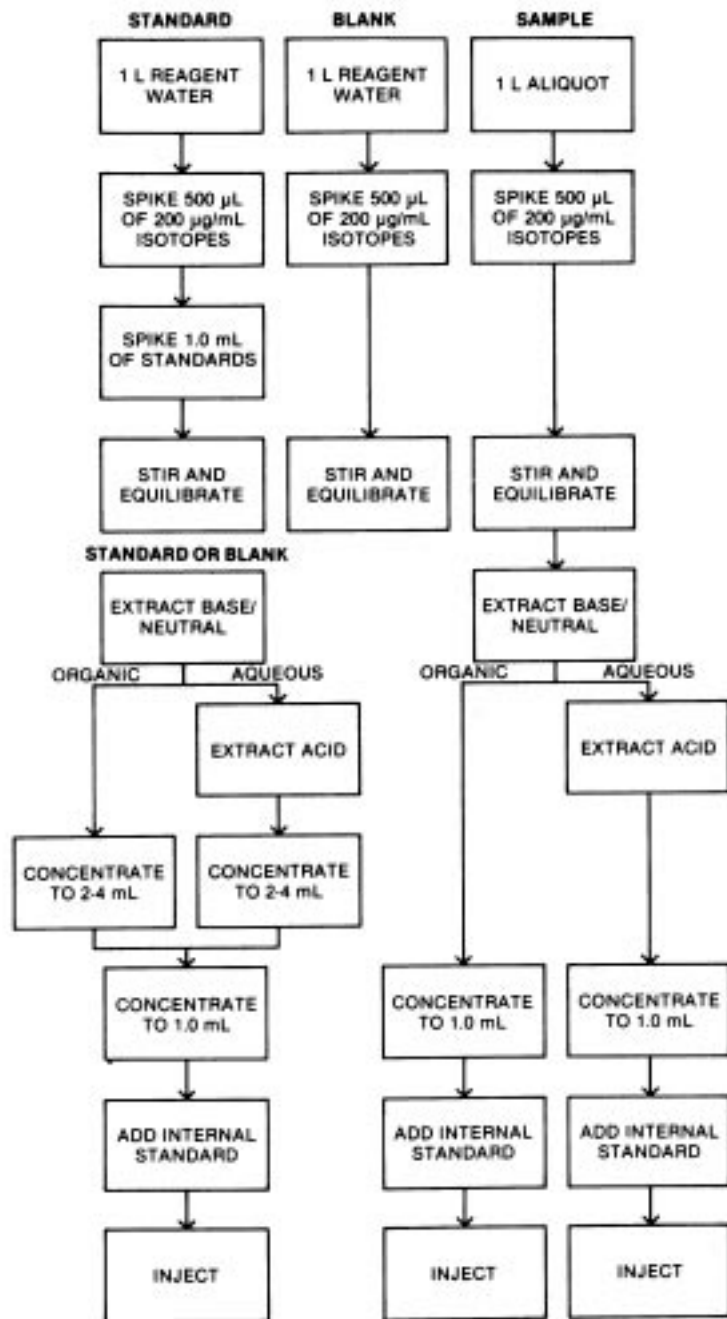 STANDARD
BLANK
SAMPLE
1 L REAGENT
WATER
1 L REAGENT
WATER
1 L ALIQUOT
SPIKE 500 µL
OF 200 µg/mL
ISOTOPES
SPIKE 500 µL
OF 200 µg/mL
ISOTOPES
SPIKE 500 µL
OF 200 µg/mL
ISOTOPES
SPIKE 1.0 mL
OF STANDARDS
STIR AND
EQUILIBRATE
STIR AND
EQUILIBRATE
STIR AND
EQUILIBRATE
STANDARD OR BLANK
EXTRACT BASE/
NEUTRAL
EXTRACT BASE/
NEUTRAL
ORGANIC
AQUEOUS
ORGANIC
AQUEOUS
EXTRACT ACID
EXTRACT ACID
CONCENTRATE
TO 2-4 mL
CONCENTRATE
TO 2-4 mL
CONCENTRATE
TO 1.0 mL
CONCENTRATE
TO 1.0 mL
CONCENTRATE
TO 1.0 mL
ADD INTERNAL
STANDARD
ADD INTERNAL
STANDARD
ADD INTERNAL
STANDARD
INJECT
INJECT
INJECT